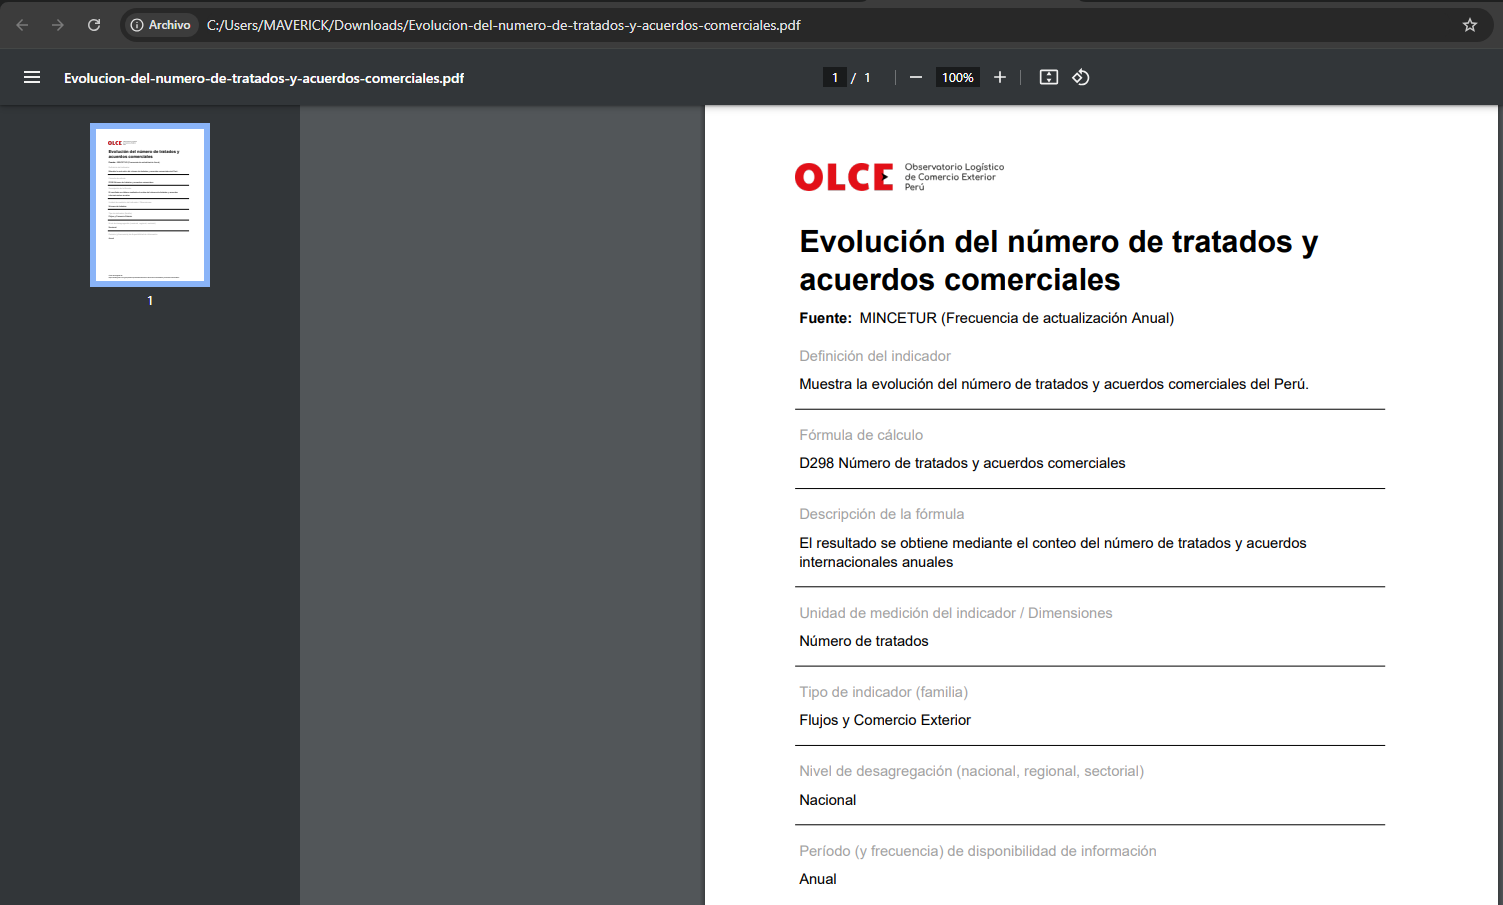 Archivo
C:/Users/MAVERICK/Downloads/Evolucion-del-numero-de-tratados-y-acuerdos-comerciales.pdf
Evolucion-del-numero-de-tratados-y-acuerdos-comerciales.pdf
1 / 1
100%
1
OLCE
Observatorio Logístico
de Comercio Exterior
Perú
Evolución del número de tratados y
acuerdos comerciales
Fuente: MINCETUR (Frecuencia de actualización Anual)
Definición del indicador
Muestra la evolución del número de tratados y acuerdos comerciales del Perú.
Fórmula de cálculo
D298 Número de tratados y acuerdos comerciales
Descripción de la fórmula
El resultado se obtiene mediante el conteo del número de tratados y acuerdos
internacionales anuales
Unidad de medición del indicador / Dimensiones
Número de tratados
Tipo de indicador (familia)
Flujos y Comercio Exterior
Nivel de desagregación (nacional, regional, sectorial)
Nacional
Período (y frecuencia) de disponibilidad de información
Anual